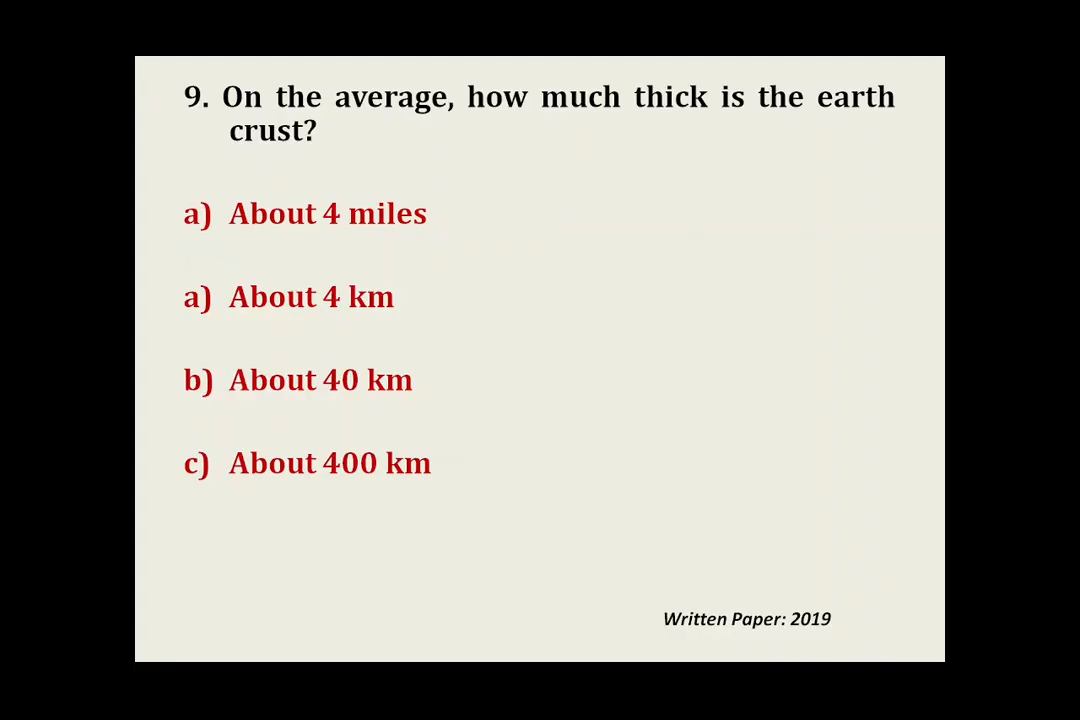 9. On the average, how much thick is the earth
crust?
a) About 4 miles
a) About 4 km
b) About 40 km
c) About 400 km
Written Paper: 2019